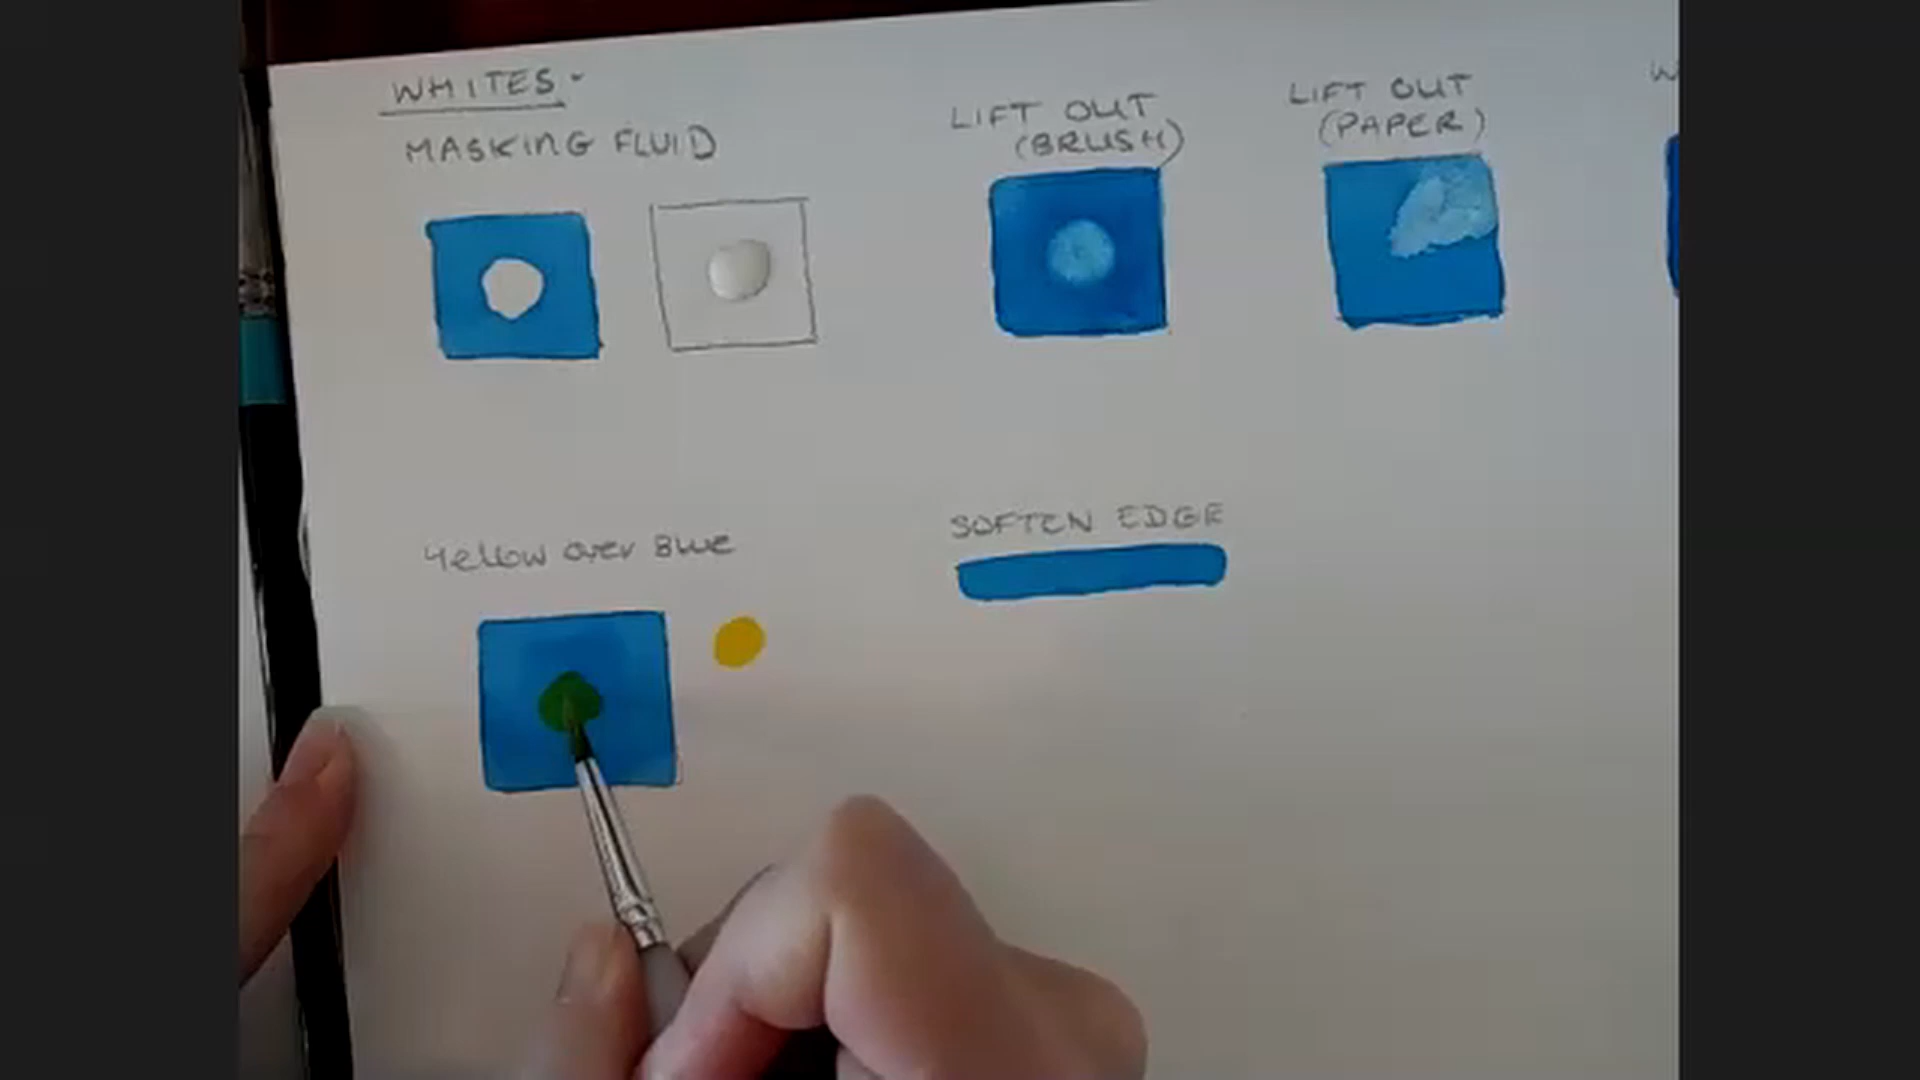 WHITES-
MASKING FLUID
LIFT OUT
(BRUSH)
LIFT OUT
(PAPER)
W
Yellow over Blue
SOFTEN EDGE